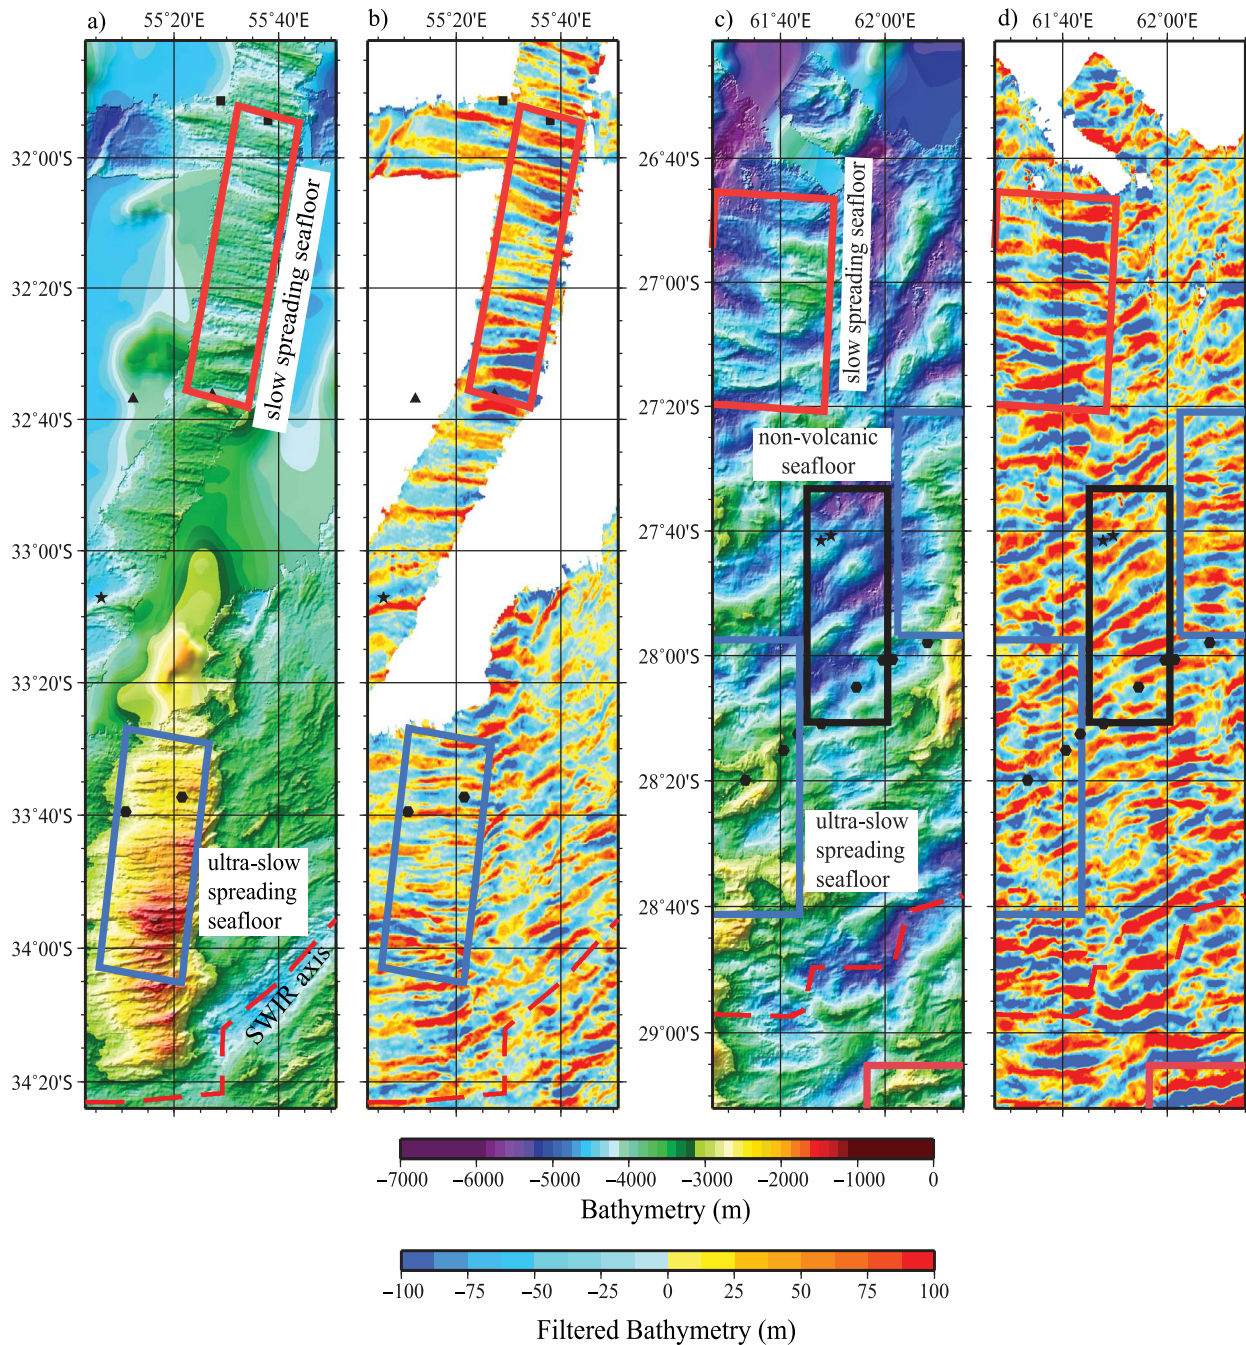 a) 55°20'E 55°40'E
b) 55°20'E 55°40'E
c) 61°40'E 62°00'E
d) 61°40'E 62°00'E
32°00'S
32°20'S
32°40'S
33°00'S
33°20'S
33°40'S
34°00'S
34°20'S
slow spreading seafloor
ultra-slow
spreading
seafloor
SWIR axis
26°40'S
27°00'S
27°20'S
27°40'S
28°00'S
28°20'S
28°40'S
29°00'S
slow spreading seafloor
non-volcanic
seafloor
ultra-slow
spreading
seafloor
−7000 −6000 −5000 −4000 −3000 −2000 −1000 0
Bathymetry (m)
−100 −75 −50 −25 0 25 50 75 100
Filtered Bathymetry (m)